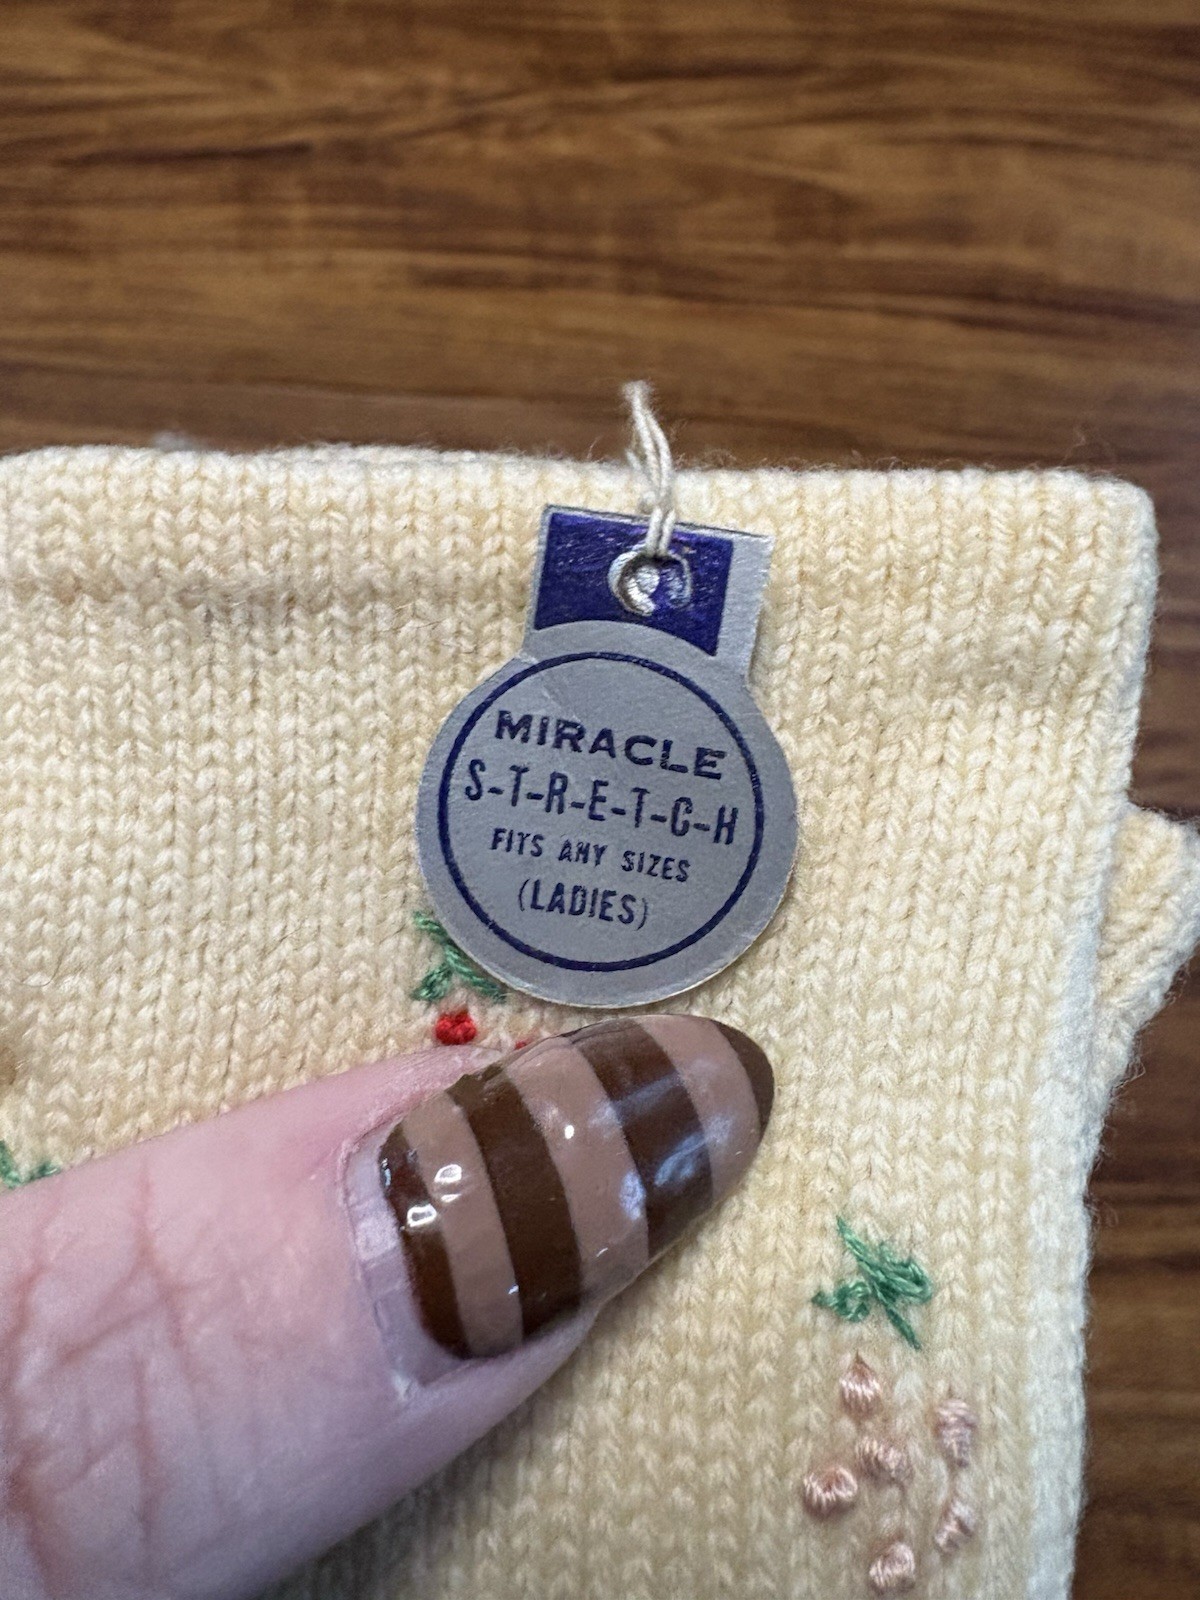 MIRACLE
S-T-R-E-T-C-H
FITS ANY SIZES
(LADIES)